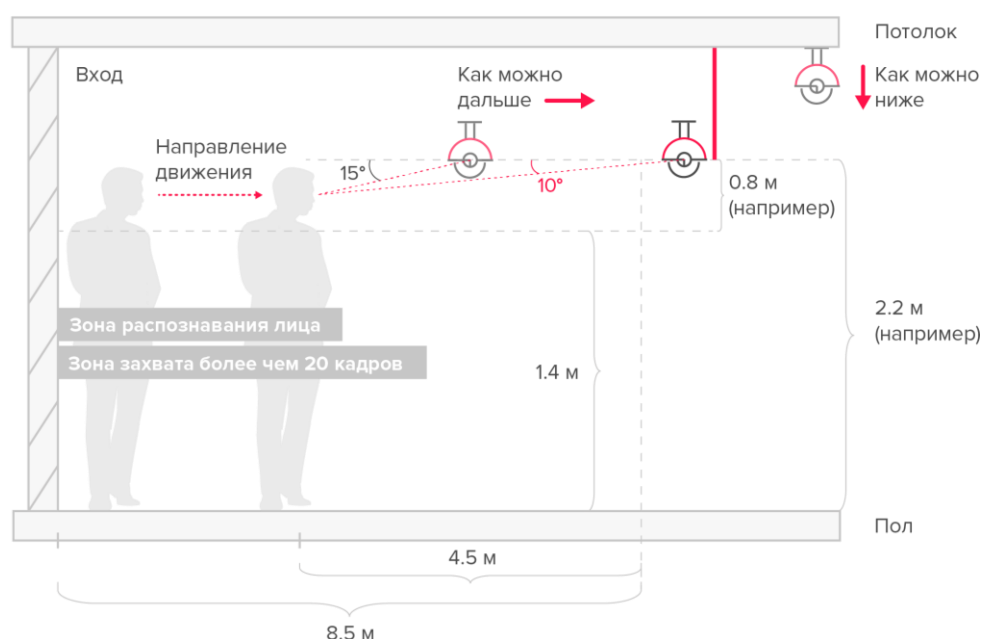 Потолок
Вход
Как можно
дальше
Как можно
ниже
Направление
движения
15°
10°
0.8 м
(например)
Зона распознавания лица
Зона захвата более чем 20 кадров
2.2 м
(например)
1.4 м
Пол
4.5 м
8.5 м